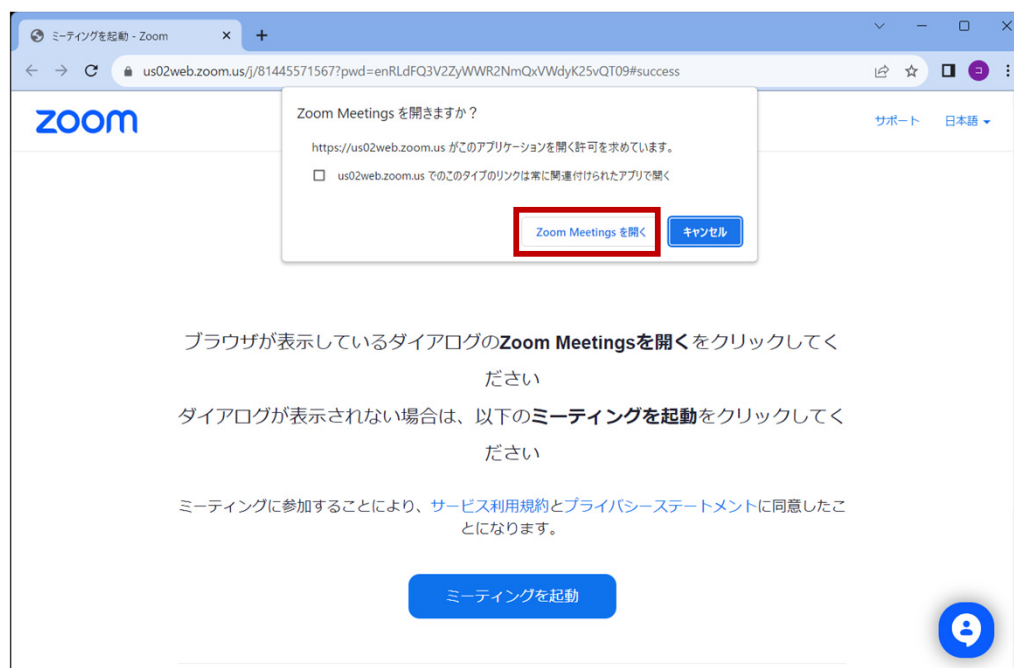 ミーティングを起動 - Zoom
us02web.zoom.us/j/81445571567?pwd=enRLdFQ3V2ZyWWR2NmQxVWdyK25vQT09#success
コ
zoom
サポート 日本語
Zoom Meetings を開きますか？
https://us02web.zoom.us がこのアプリケーションを開く許可を求めています。
us02web.zoom.us でのこのタイプのリンクは常に関連付けられたアプリで開く
Zoom Meetings を開く キャンセル
ブラウザが表示しているダイアログのZoom Meetingsを開くをクリックしてく
ださい
ダイアログが表示されない場合は、以下のミーティングを起動をクリックしてく
ださい
ミーティングに参加することにより、サービス利用規約とプライバシーステートメントに同意したこ
とになります。
ミーティングを起動